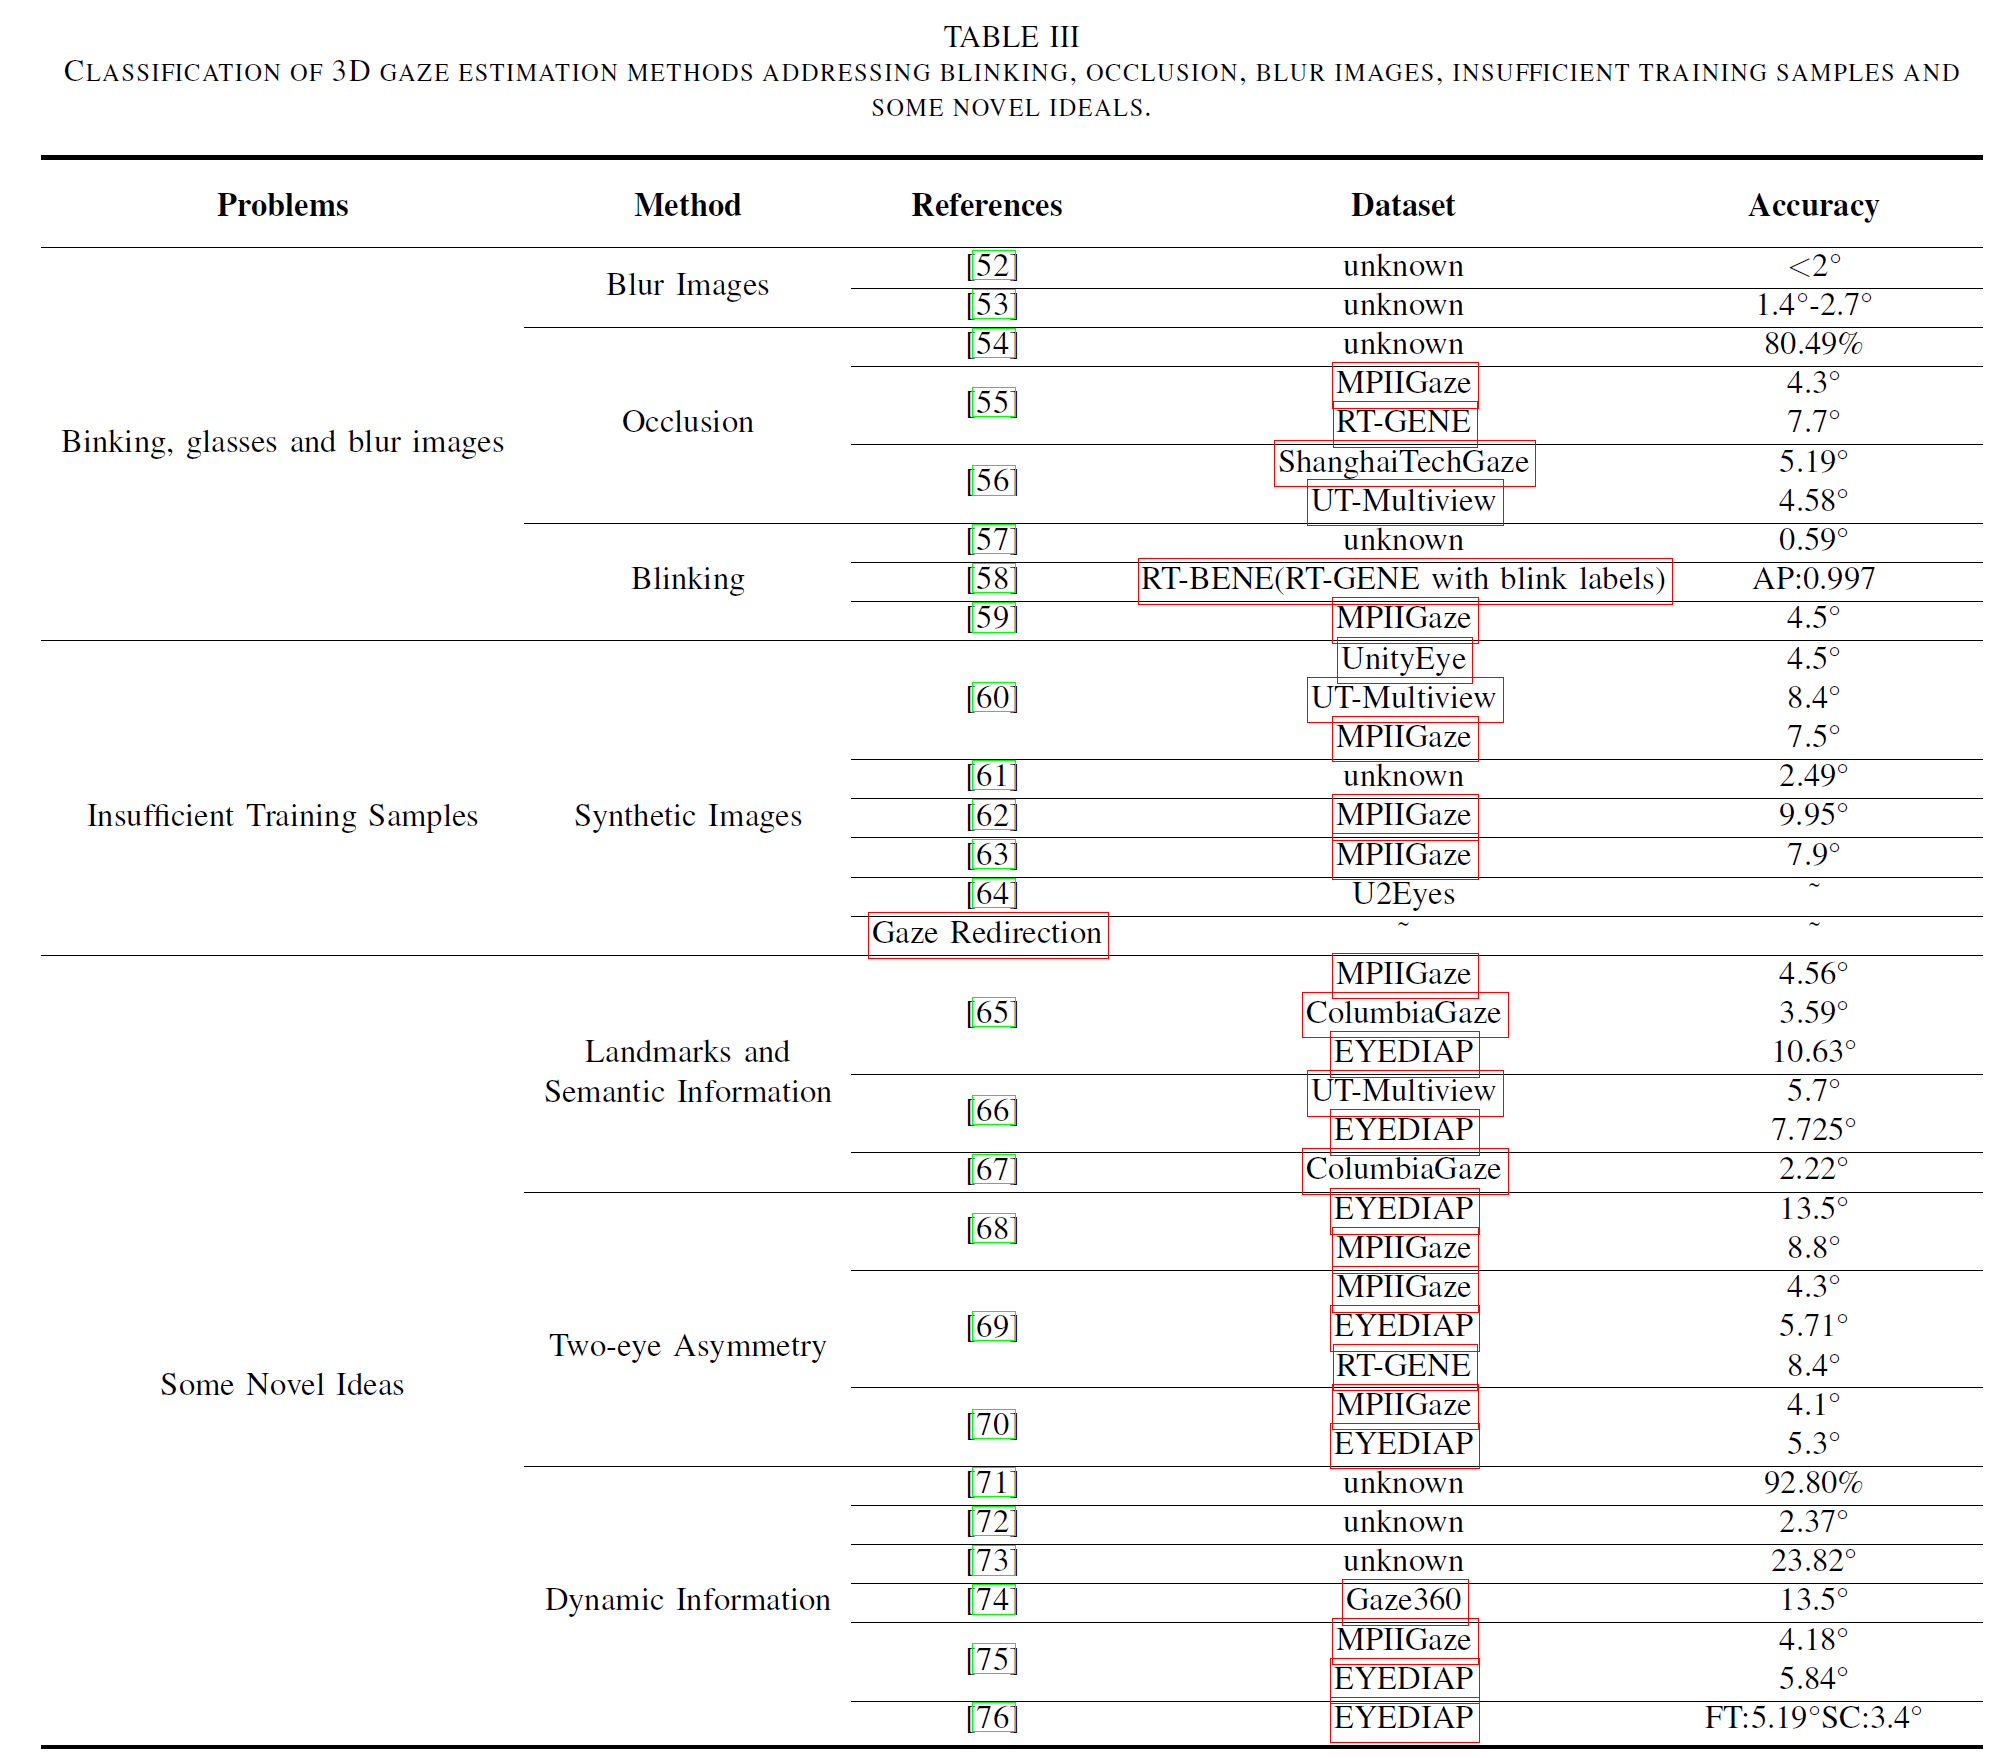 TABLE III
CLASSIFICATION OF 3D GAZE ESTIMATION METHODS ADDRESSING BLINKING, OCCLUSION, BLUR IMAGES, INSUFFICIENT TRAINING SAMPLES AND
SOME NOVEL IDEALS.
Problems Method References Dataset Accuracy
Binking, glasses and blur images
Blur Images
[52] unknown <2°
[53] unknown 1.4°-2.7°
Occlusion
[54] unknown 80.49%
[55]
MPIIGaze 4.3°
RT-GENE 7.7°
[56]
ShanghaiTechGaze 5.19°
UT-Multiview 4.58°
Blinking
[57] unknown 0.59°
[58] RT-BENE(RT-GENE with blink labels) AP:0.997
[59] MPIIGaze 4.5°
Insufficient Training Samples
Synthetic Images
[60]
UnityEye 4.5°
UT-Multiview 8.4°
MPIIGaze 7.5°
[61] unknown 2.49°
[62] MPIIGaze 9.95°
[63] MPIIGaze 7.9°
[64] U2Eyes ~
Gaze Redirection ~ ~
Some Novel Ideas
Landmarks and
Semantic Information
[65]
MPIIGaze 4.56°
ColumbiaGaze 3.59°
EYEDIAP 10.63°
[66]
UT-Multiview 5.7°
EYEDIAP 7.725°
[67] ColumbiaGaze 2.22°
Two-eye Asymmetry
[68]
EYEDIAP 13.5°
MPIIGaze 8.8°
[69]
MPIIGaze 4.3°
EYEDIAP 5.71°
RT-GENE 8.4°
[70]
MPIIGaze 4.1°
EYEDIAP 5.3°
Dynamic Information
[71] unknown 92.80%
[72] unknown 2.37°
[73] unknown 23.82°
[74] Gaze360 13.5°
[75]
MPIIGaze 4.18°
EYEDIAP 5.84°
[76] EYEDIAP FT:5.19°SC:3.4°